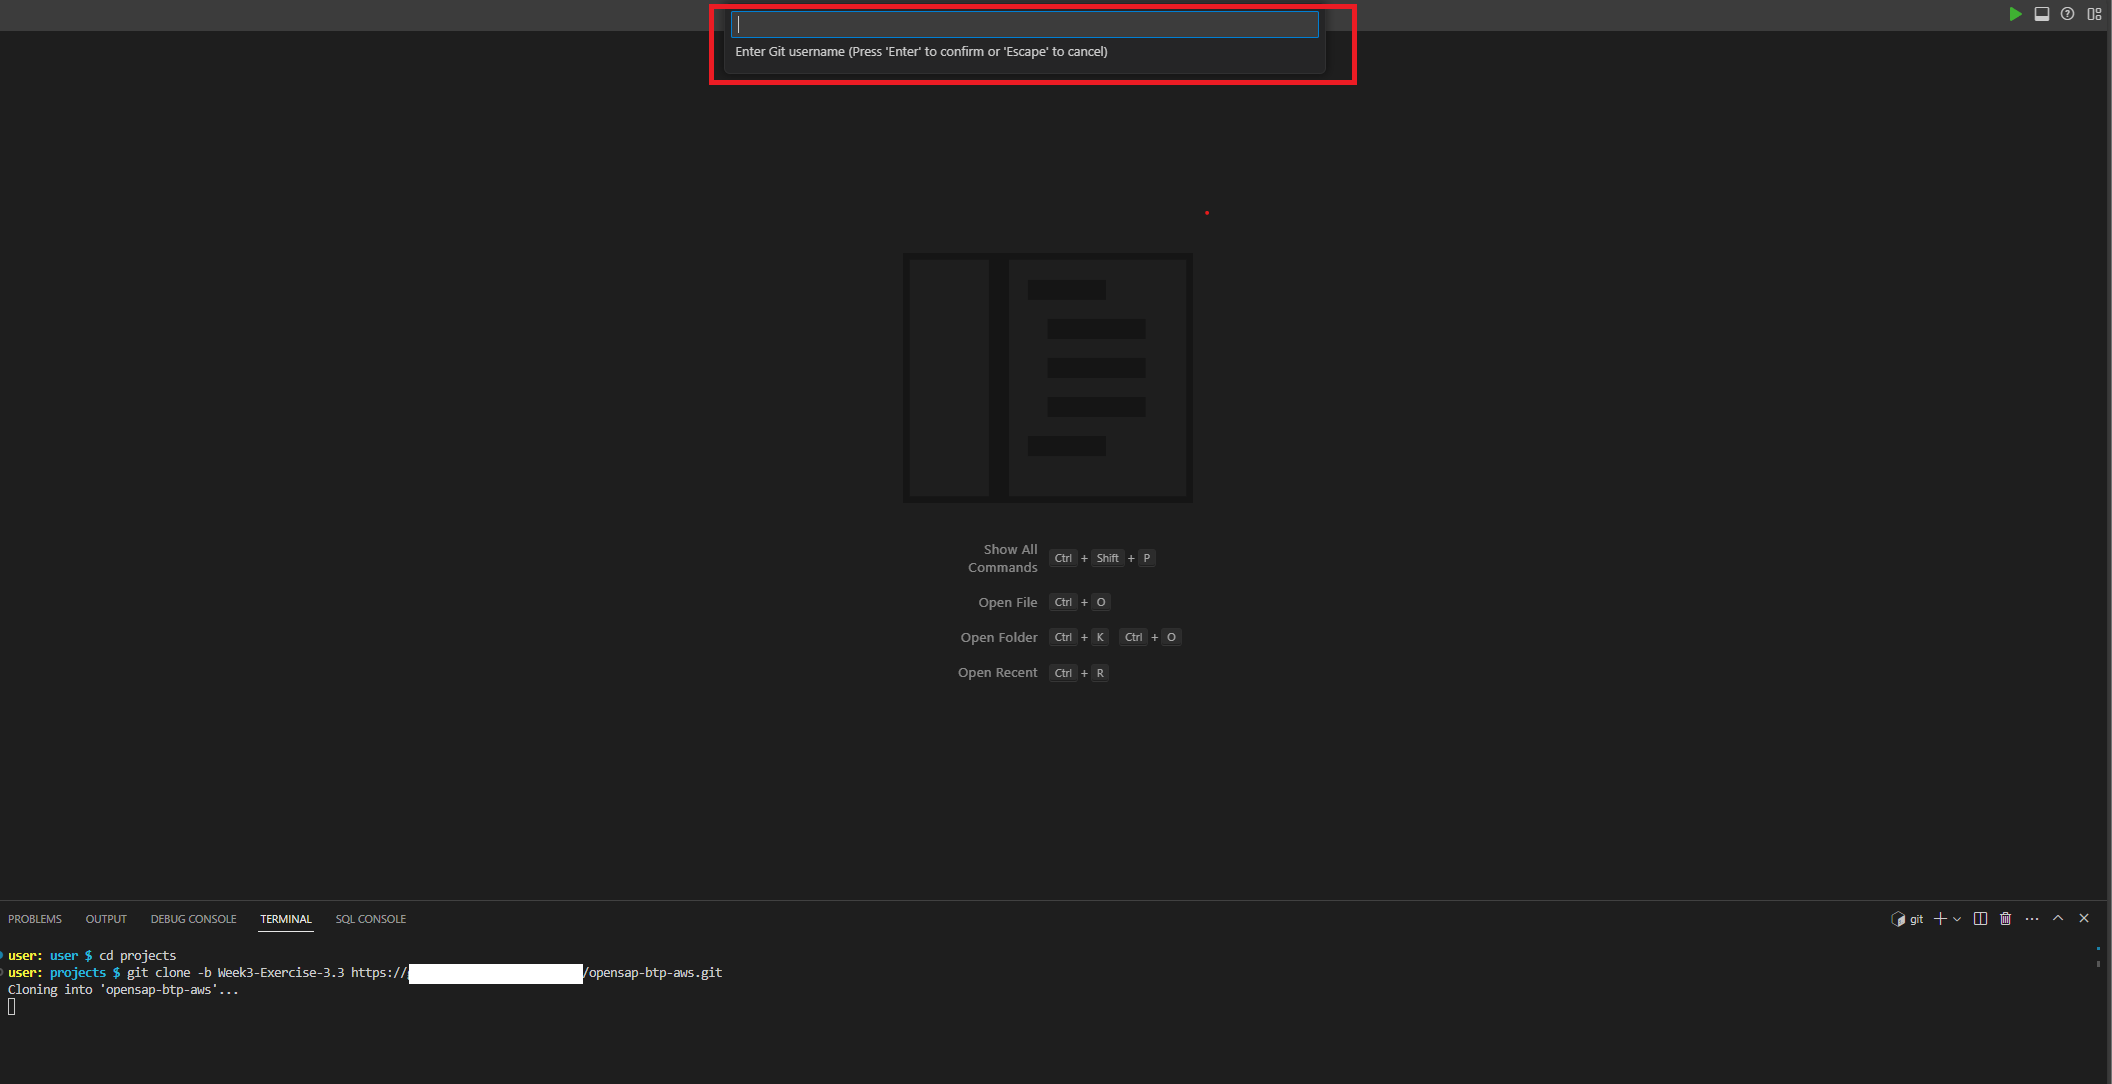 Enter Git username (Press 'Enter' to confirm or 'Escape' to cancel)
Show All Commands Ctrl + Shift + P
Open File Ctrl + O
Open Folder Ctrl + K Ctrl + O
Open Recent Ctrl + R
PROBLEMS OUTPUT DEBUG CONSOLE TERMINAL SQL CONSOLE git
user: user $ cd projects
user: projects $ git clone -b Week3-Exercise-3.3 https:// /opensap-btp-aws.git
Cloning into 'opensap-btp-aws'...